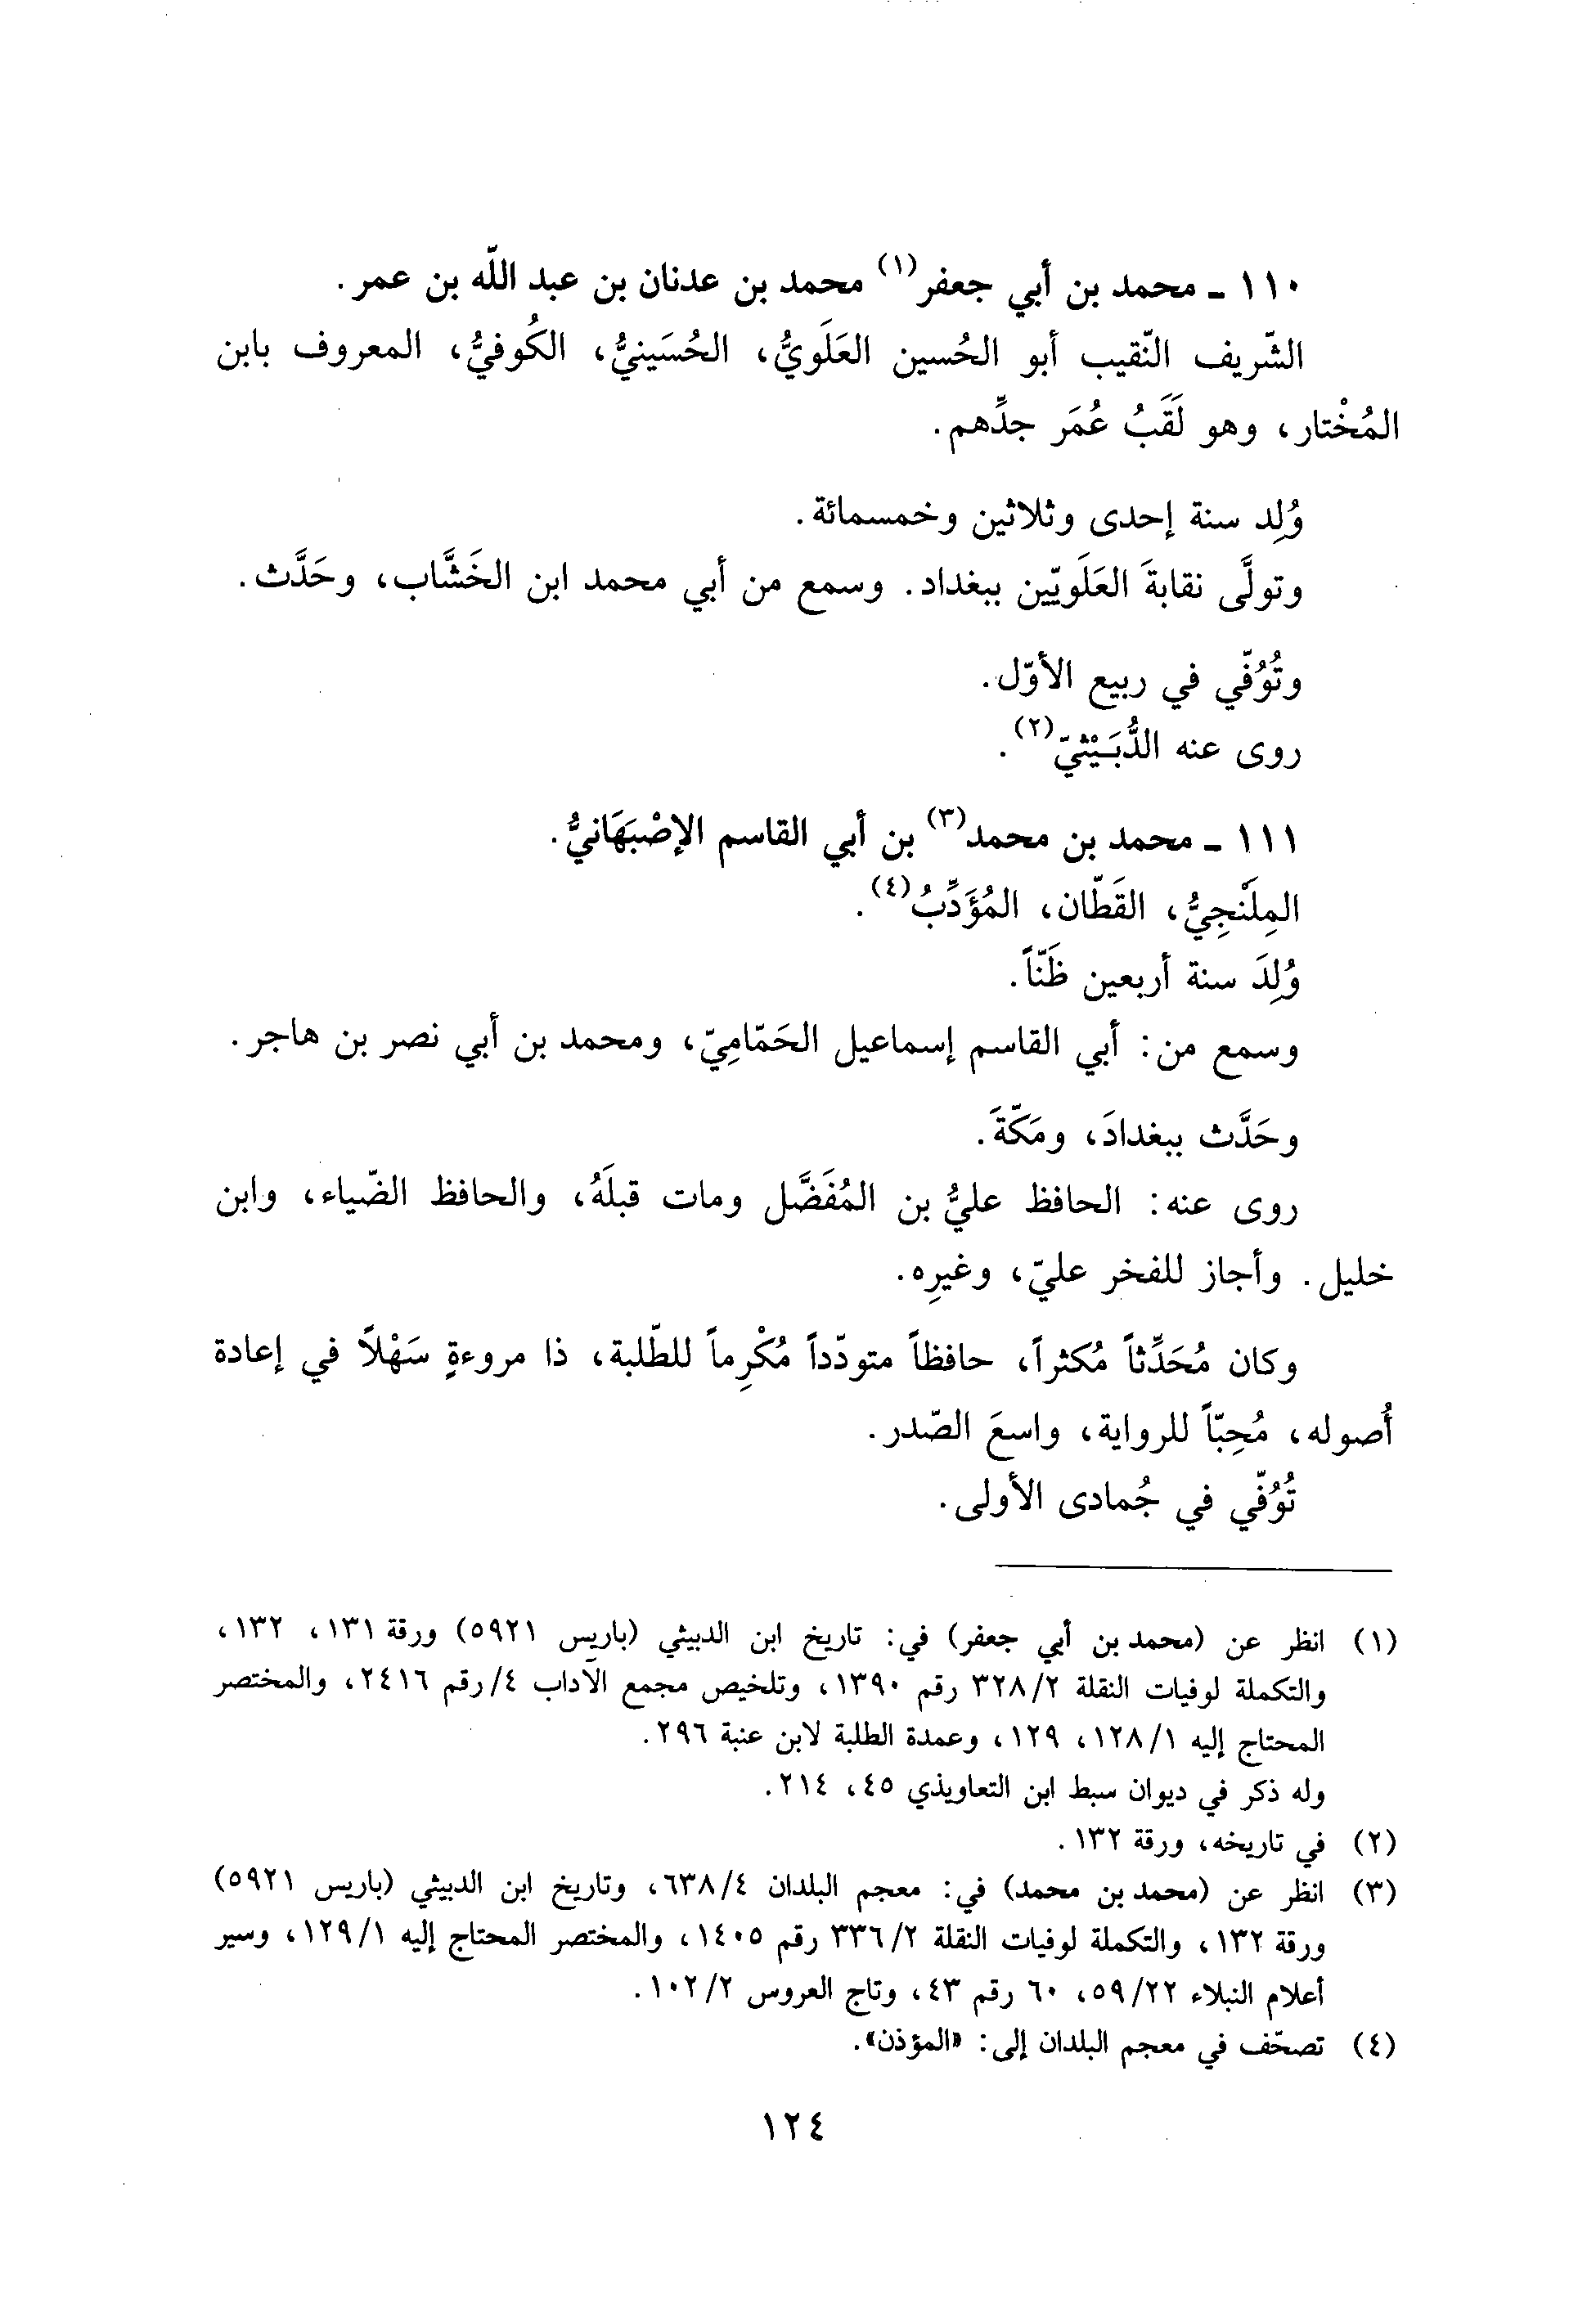 ١١٠ ـ محمد بن أبي جعفر(١) محمد بن عدنان بن عبد اللّه بن عمر.
الشّريف النّقيب أبو الحُسين العَلَويُّ، الحُسَينيُّ، الكُوفيُّ، المعروف بابن
المُخْتار، وهو لَقَبُ عُمَر جدِّهم.
وُلِد سنة إحدى وثلاثين وخمسمائة.
وتولَّى نقابةَ العَلَويّين ببغداد. وسمع من أبي محمد ابن الخَشَّاب، وحَدَّث.
وتُوُفّي في ربيع الأوّل.
روى عنه الدُّبَيْثيّ(٢).
١١١ ـ محمد بن محمد(٣) بن أبي القاسم الإصْبَهَانيُّ.
المِلَنْجِيُّ، القَطّان، المُؤَدِّبُ(٤).
وُلِدَ سنة أربعين ظَنّاً.
وسمع من: أبي القاسم إسماعيل الحَمّامِيّ، ومحمد بن أبي نصر بن هاجر.
وحَدَّث ببغدادَ، ومَكّةَ.
روى عنه: الحافظ عليُّ بن المُفَضَّل ومات قبلَهُ، والحافظ الضّياء، وابن
خليل. وأجاز للفخر عليّ، وغيرِه.
وكان مُحَدِّثاً مُكثراً، حافظاً متودّداً مُكْرِماً للطّلبة، ذا مروءةٍ سَهْلاً في إعادة
أُصوله، مُحِبّاً للرواية، واسعَ الصّدر.
تُوُفّي في جُمادى الأولى.
(١) انظر عن (محمد بن أبي جعفر) في: تاريخ ابن الدبيثي (باريس ٥٩٢١) ورقة ١٣١، ١٣٢،
والتكملة لوفيات النقلة ٣٢٨/٢ رقم ١٣٩٠، وتلخيص مجمع الآداب ٤/رقم ٢٤١٦، والمختصر
المحتاج إليه ١٢٨/١، ١٢٩، وعمدة الطلبة لابن عنبة ٢٩٦.
وله ذكر في ديوان سبط ابن التعاويذي ٤٥، ٢١٤.
(٢) في تاريخه، ورقة ١٣٢.
(٣) انظر عن (محمد بن محمد) في: معجم البلدان ٦٣٨/٤، وتاريخ ابن الدبيثي (باريس ٥٩٢١)
ورقة ١٣٢، والتكملة لوفيات النقلة ٣٣٦/٢ رقم ١٤٠٥، والمختصر المحتاج إليه ١٢٩/١، وسير
أعلام النبلاء ٥٩/٢٢، ٦٠ رقم ٤٣، وتاج العروس ١٠٢/٢.
(٤) تصحّف في معجم البلدان إلى: «المؤذن».
١٢٤